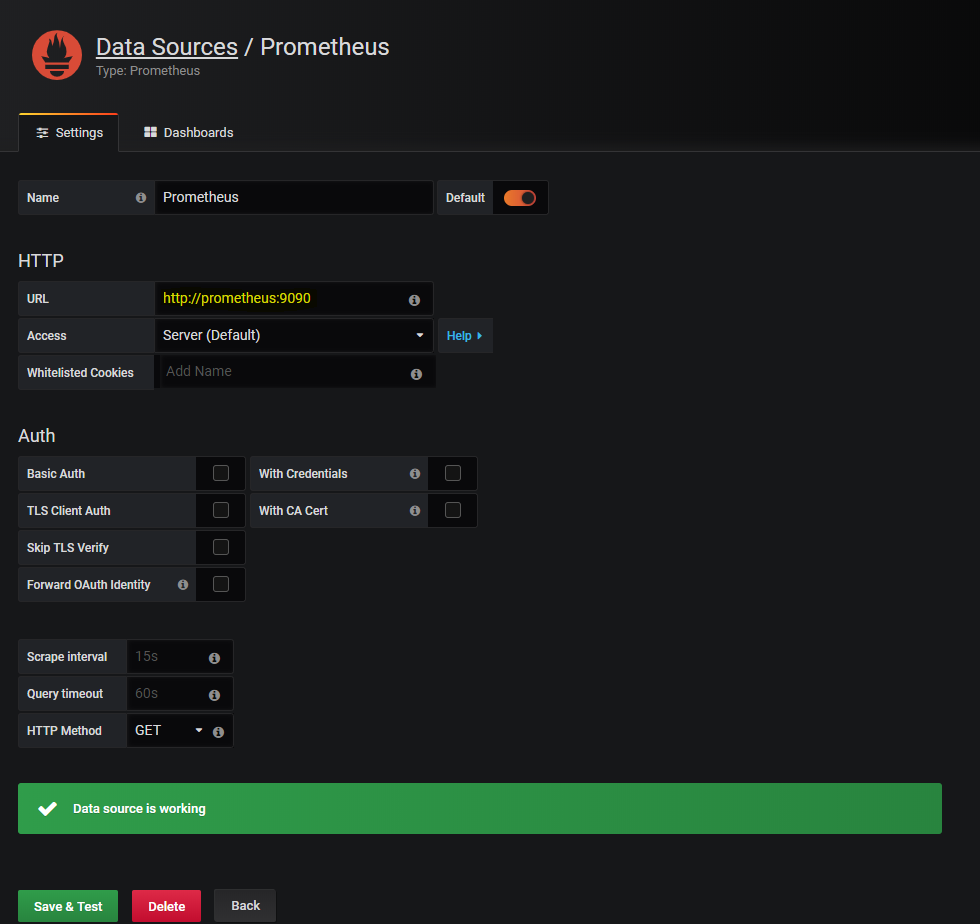 Data Sources / Prometheus
Type: Prometheus
Settings Dashboards
Name Prometheus Default
HTTP
URL http://prometheus:9090
Access Server (Default) Help
Whitelisted Cookies Add Name
Auth
Basic Auth With Credentials
TLS Client Auth With CA Cert
Skip TLS Verify
Forward OAuth Identity
Scrape interval 15s
Query timeout 60s
HTTP Method GET
Data source is working
Save & Test Delete Back